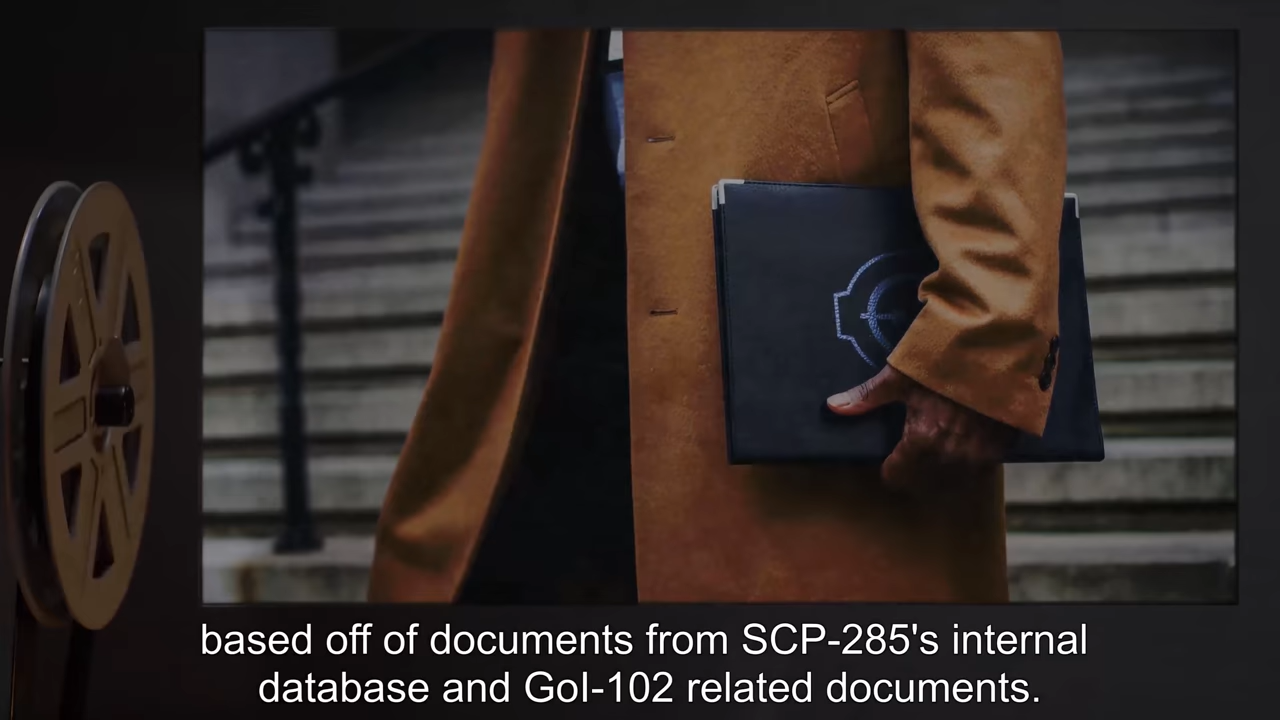 based off of documents from SCP-285's internal
database and GoI-102 related documents.